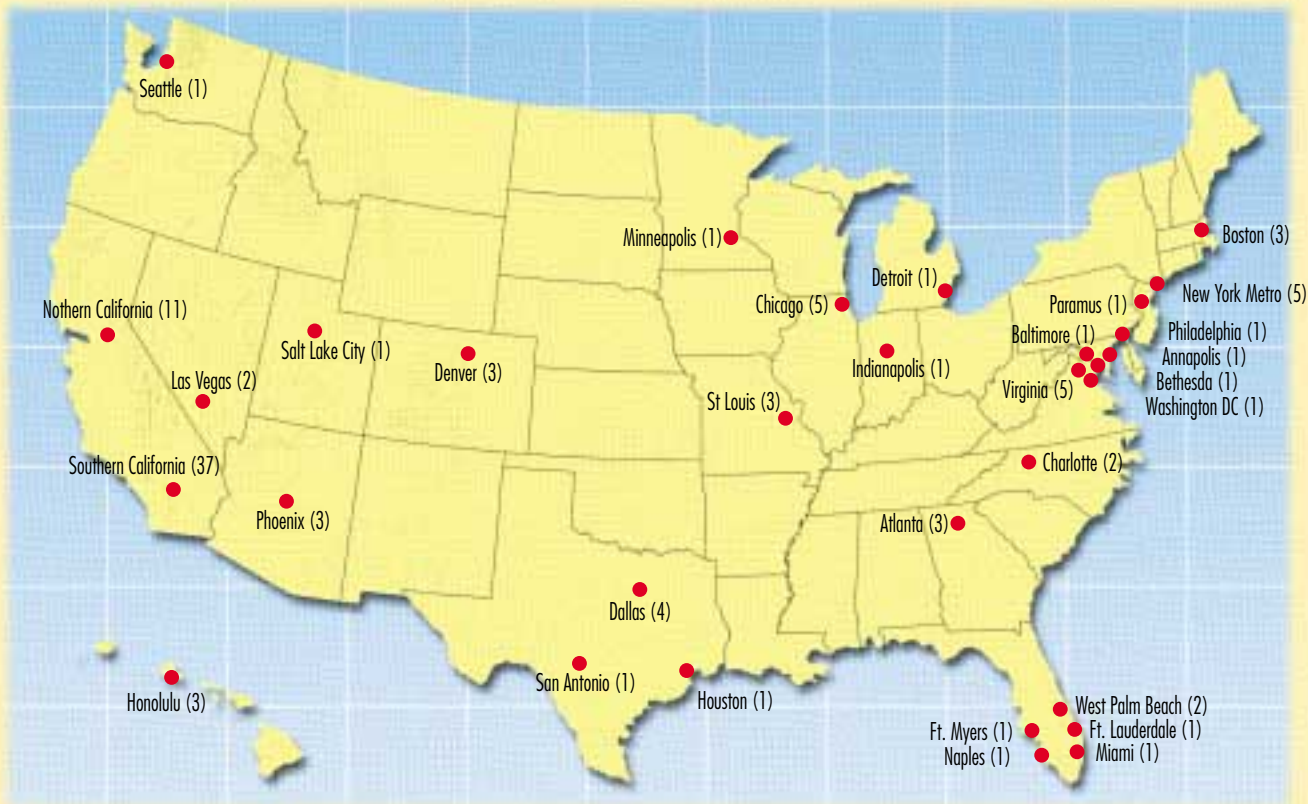 Seattle (1)
Minneapolis (1)
Boston (3)
Detroit (1)
New York Metro (5)
Chicago (5)
Paramus (1)
Nothern California (11)
Philadelphia (1)
Baltimore (1)
Salt Lake City (1)
Annapolis (1)
Indianapolis (1)
Denver (3)
Las Vegas (2)
Bethesda (1)
Virginia (5)
St Louis (3)
Washington DC (1)
Southern California (37)
Charlotte (2)
Phoenix (3)
Atlanta (3)
Dallas (4)
San Antonio (1)
Houston (1)
Honolulu (3)
West Palm Beach (2)
Ft. Myers (1)
Ft. Lauderdale (1)
Naples (1)
Miami (1)